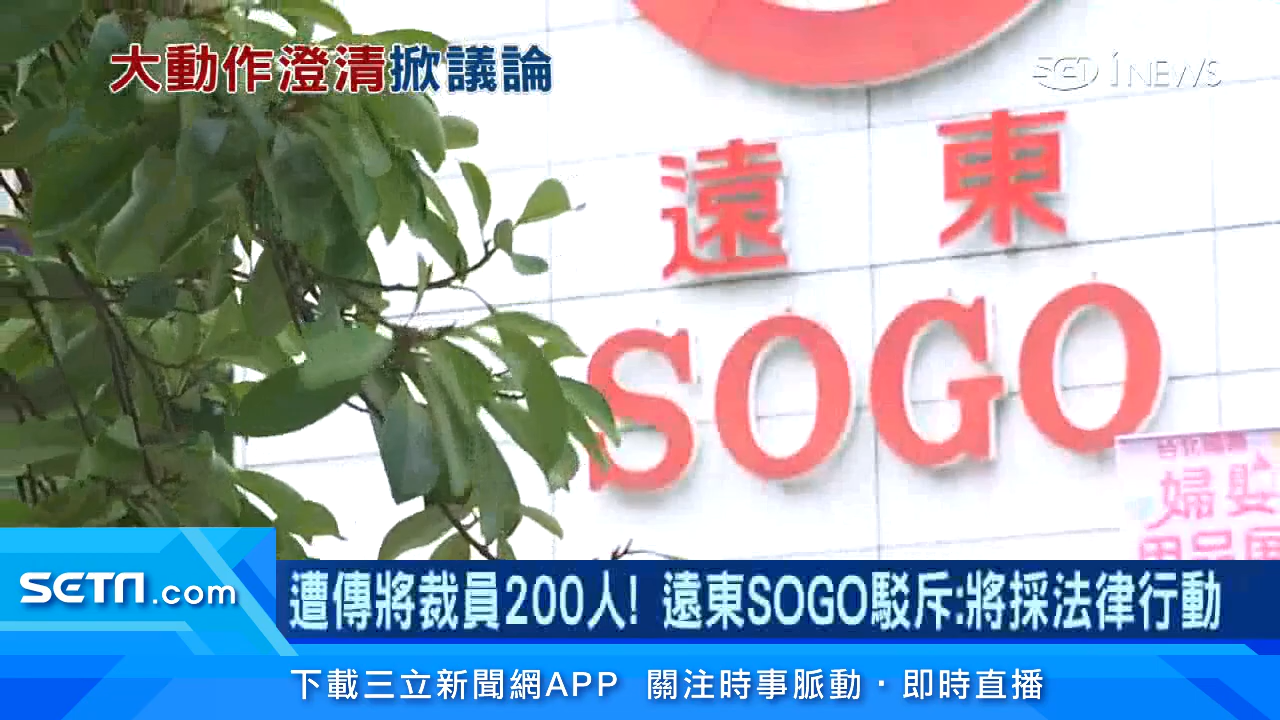 大動作澄清掀議論
SED iNEWS
遠東
SOGO
婦嬰
SETN.com
遭傳將裁員200人! 遠東SOGO駁斥:將採法律行動
下載三立新聞網APP 關注時事脈動・即時直播